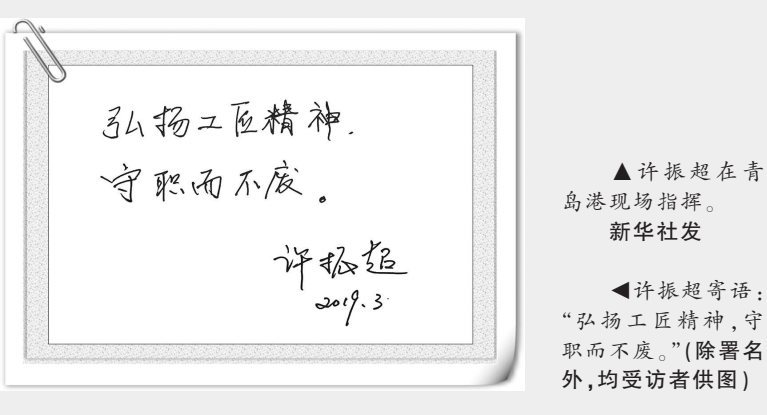 弘扬工匠精神.
守职而不废。
许振超
2019.3
▲许振超在青
岛港现场指挥。
新华社发
◀许振超寄语：
“弘扬工匠精神，守
职而不废。”(除署名
外，均受访者供图)